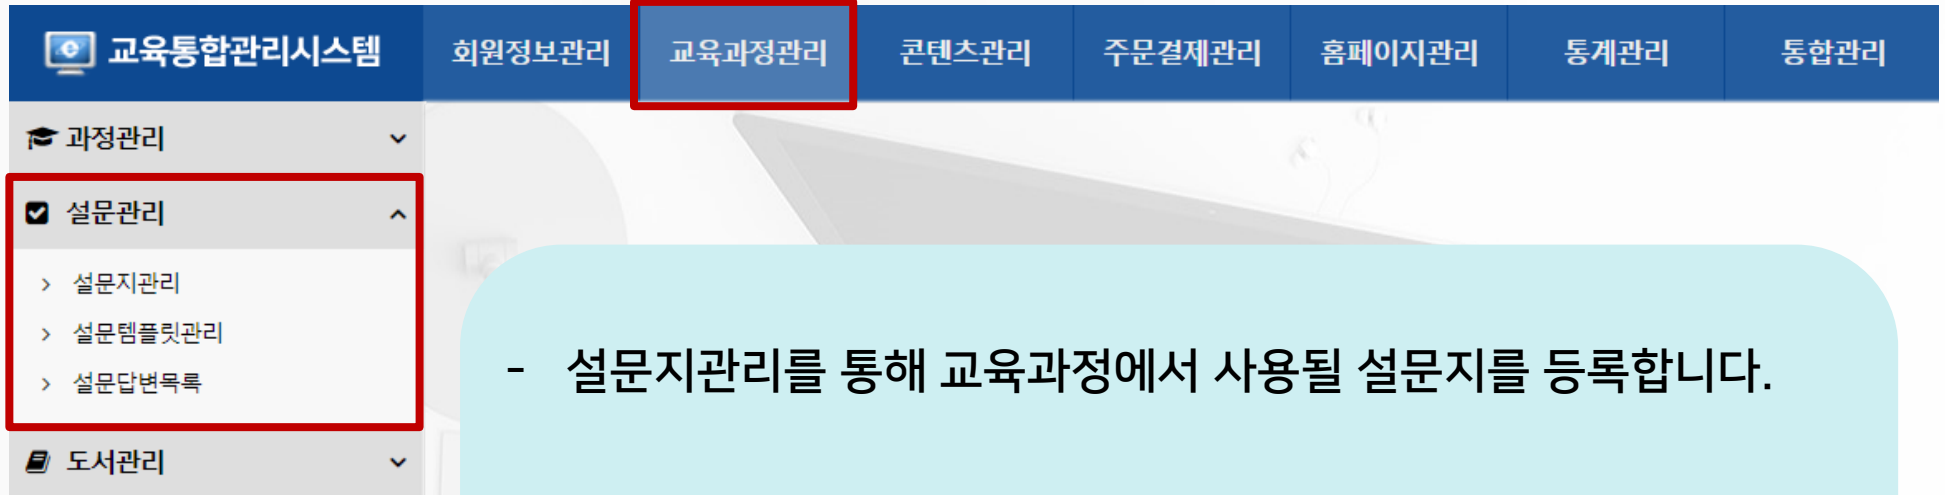 교육통합관리시스템 회원정보관리 교육과정관리 콘텐츠관리 주문결제관리 홈페이지관리 통계관리 통합관리
과정관리
설문관리
> 설문지관리
> 설문템플릿관리
> 설문답변목록
도서관리
- 설문지관리를 통해 교육과정에서 사용될 설문지를 등록합니다.